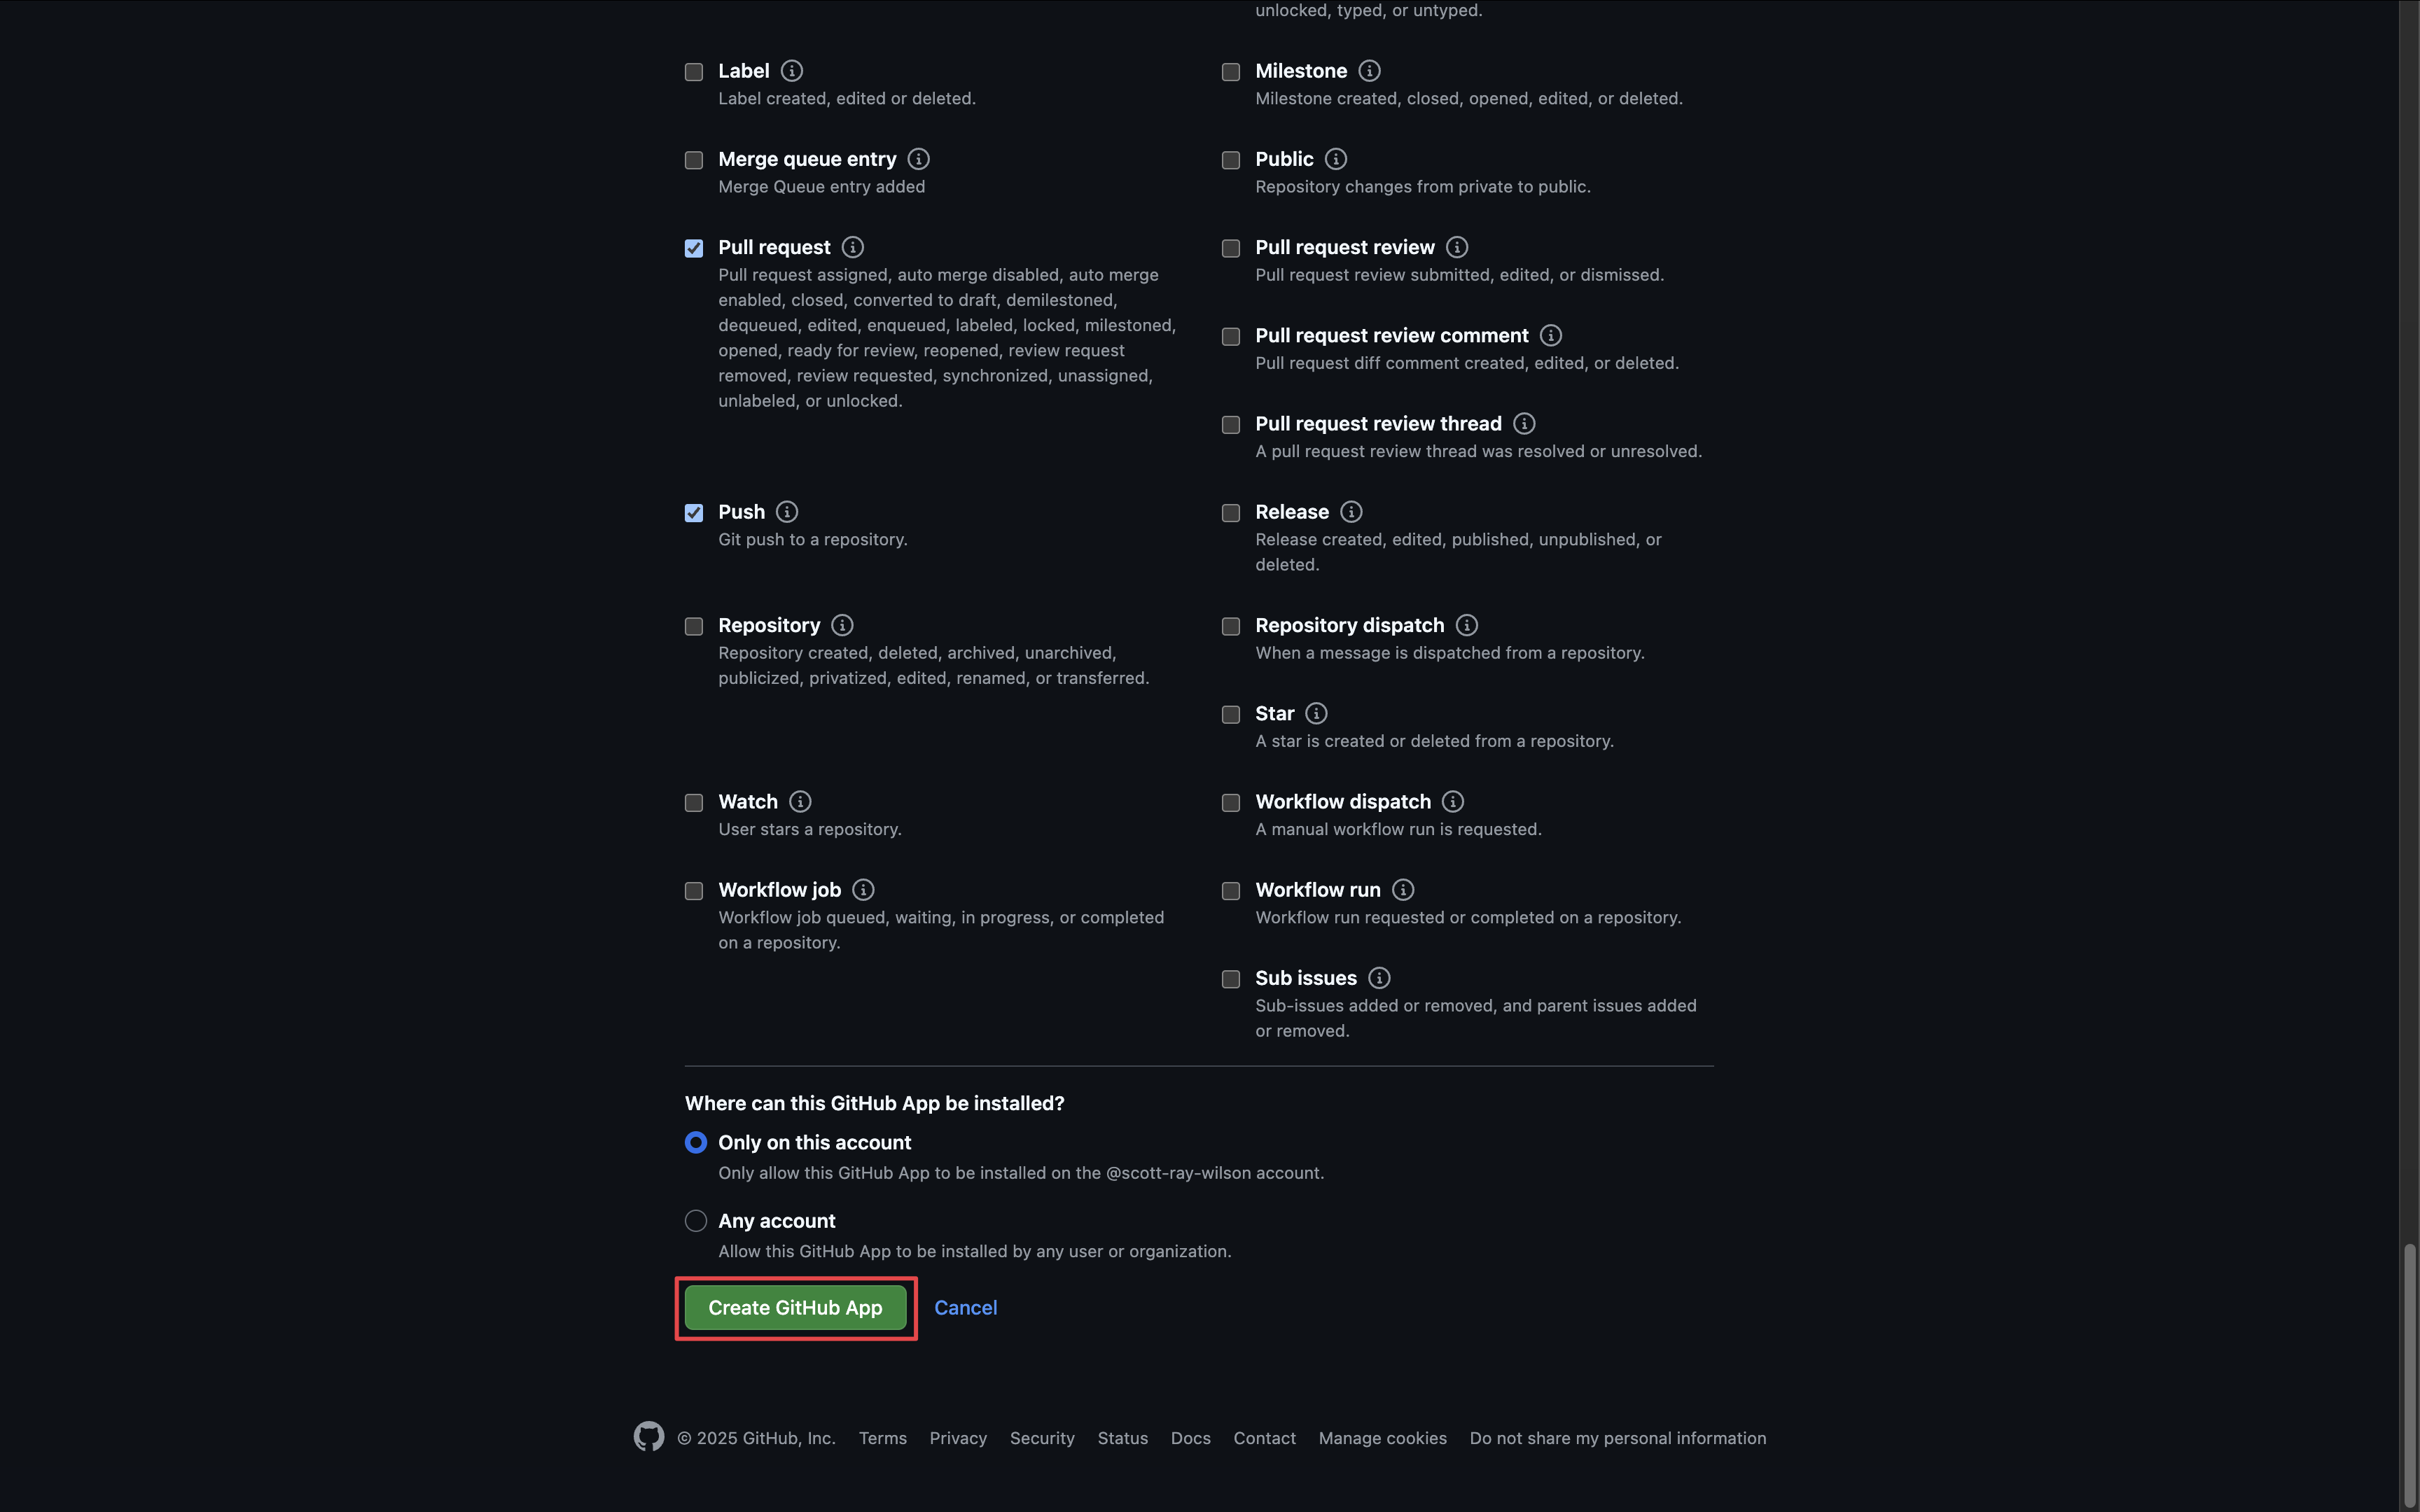 unlocked, typed, or untyped.
Label
Label created, edited or deleted.
Milestone
Milestone created, closed, opened, edited, or deleted.
Merge queue entry
Merge Queue entry added
Public
Repository changes from private to public.
Pull request
Pull request assigned, auto merge disabled, auto merge
enabled, closed, converted to draft, demilestoned,
dequeued, edited, enqueued, labeled, locked, milestoned,
opened, ready for review, reopened, review request
removed, review requested, synchronized, unassigned,
unlabeled, or unlocked.
Pull request review
Pull request review submitted, edited, or dismissed.
Pull request review comment
Pull request diff comment created, edited, or deleted.
Pull request review thread
A pull request review thread was resolved or unresolved.
Push
Git push to a repository.
Release
Release created, edited, published, unpublished, or
deleted.
Repository
Repository created, deleted, archived, unarchived,
publicized, privatized, edited, renamed, or transferred.
Repository dispatch
When a message is dispatched from a repository.
Star
A star is created or deleted from a repository.
Watch
User stars a repository.
Workflow dispatch
A manual workflow run is requested.
Workflow job
Workflow job queued, waiting, in progress, or completed
on a repository.
Workflow run
Workflow run requested or completed on a repository.
Sub issues
Sub-issues added or removed, and parent issues added
or removed.
Where can this GitHub App be installed?
Only on this account
Only allow this GitHub App to be installed on the @scott-ray-wilson account.
Any account
Allow this GitHub App to be installed by any user or organization.
Create GitHub App Cancel
© 2025 GitHub, Inc. Terms Privacy Security Status Docs Contact Manage cookies Do not share my personal information